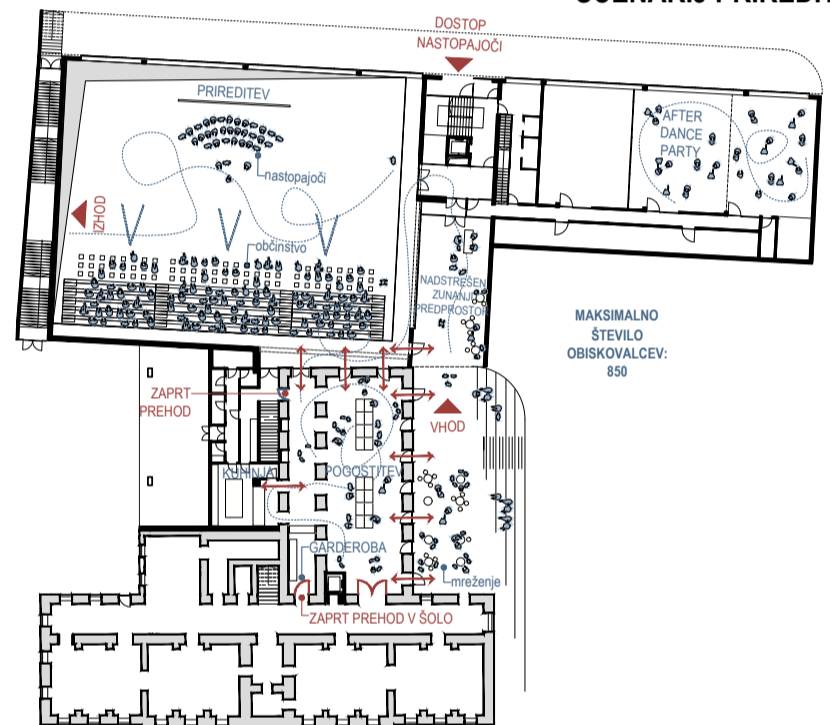 DOSTOP
NASTOPAJOČI
PRIREDITEV
nastopajoči
AFTER
DANCE
PARTY
IZHOD
občinstvo
NADSTREŠEN
ZUNANJI
PREDPROSTOR
MAKSIMALNO
ŠTEVILO
OBISKOVALCEV:
850
ZAPRT
PREHOD
VHOD
KUHINJA
POGOSTITEV
GARDEROBA
mreženje
ZAPRT PREHOD V ŠOLO